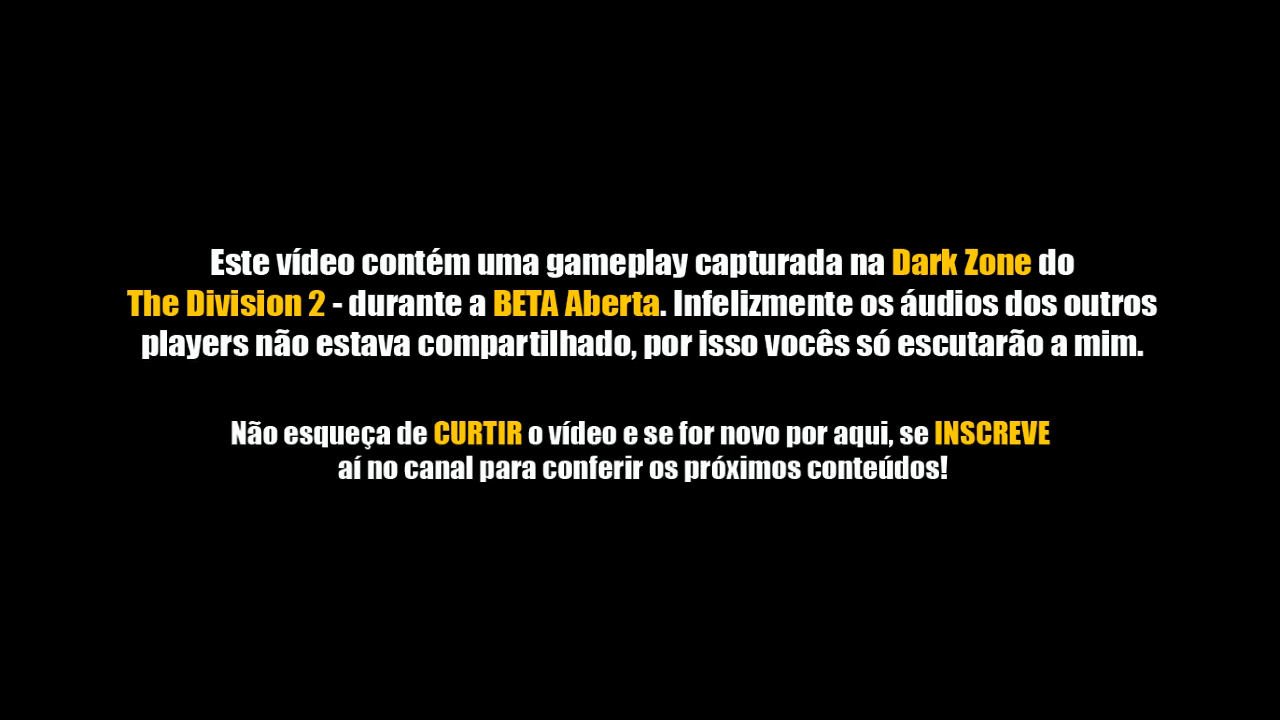 Este vídeo contém uma gameplay capturada na Dark Zone do
The Division 2 - durante a BETA Aberta. Infelizmente os áudios dos outros
players não estava compartilhado, por isso vocês só escutarão a mim.
Não esqueça de CURTIR o vídeo e se for novo por aqui, se INSCREVE
aí no canal para conferir os próximos conteúdos!